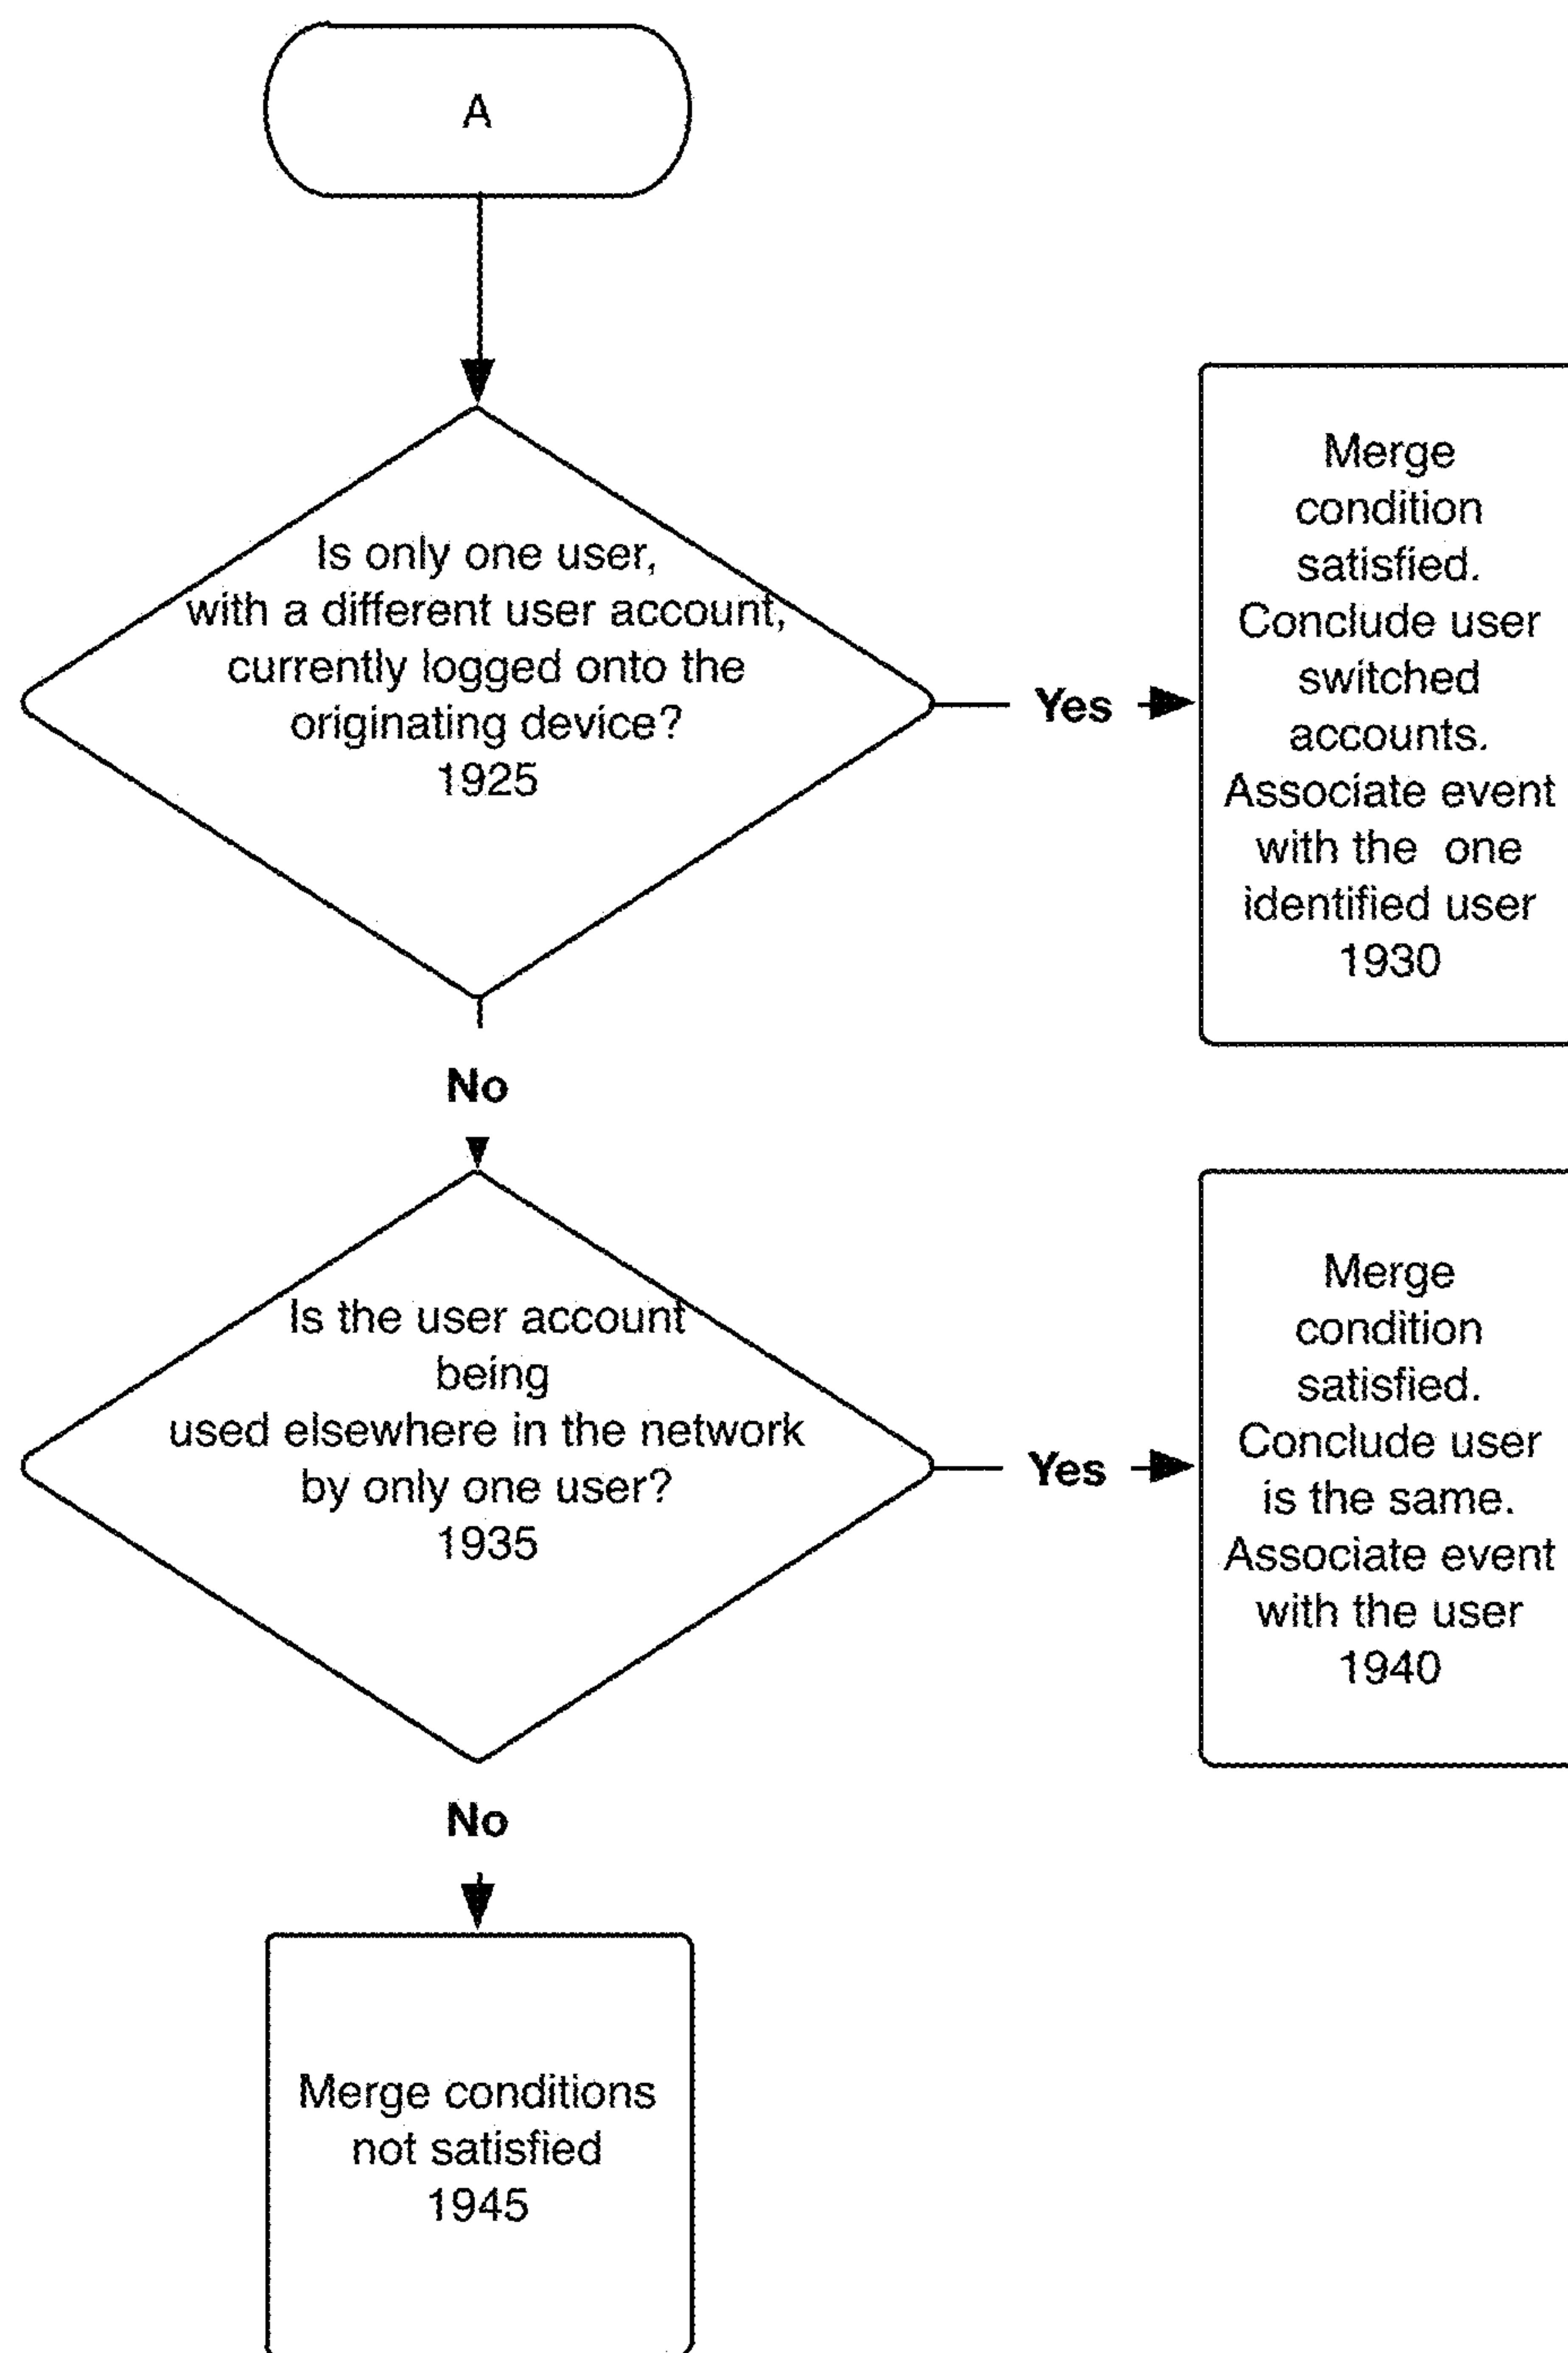 A
Is only one user,
with a different user account,
currently logged onto the
originating device?
1925
Yes
Merge
condition
satisfied.
Conclude user
switched
accounts.
Associate event
with the one
identified user
1930
No
Is the user account
being
used elsewhere in the network
by only one user?
1935
Yes
Merge
condition
satisfied.
Conclude user
is the same.
Associate event
with the user
1940
No
Merge conditions
not satisfied
1945